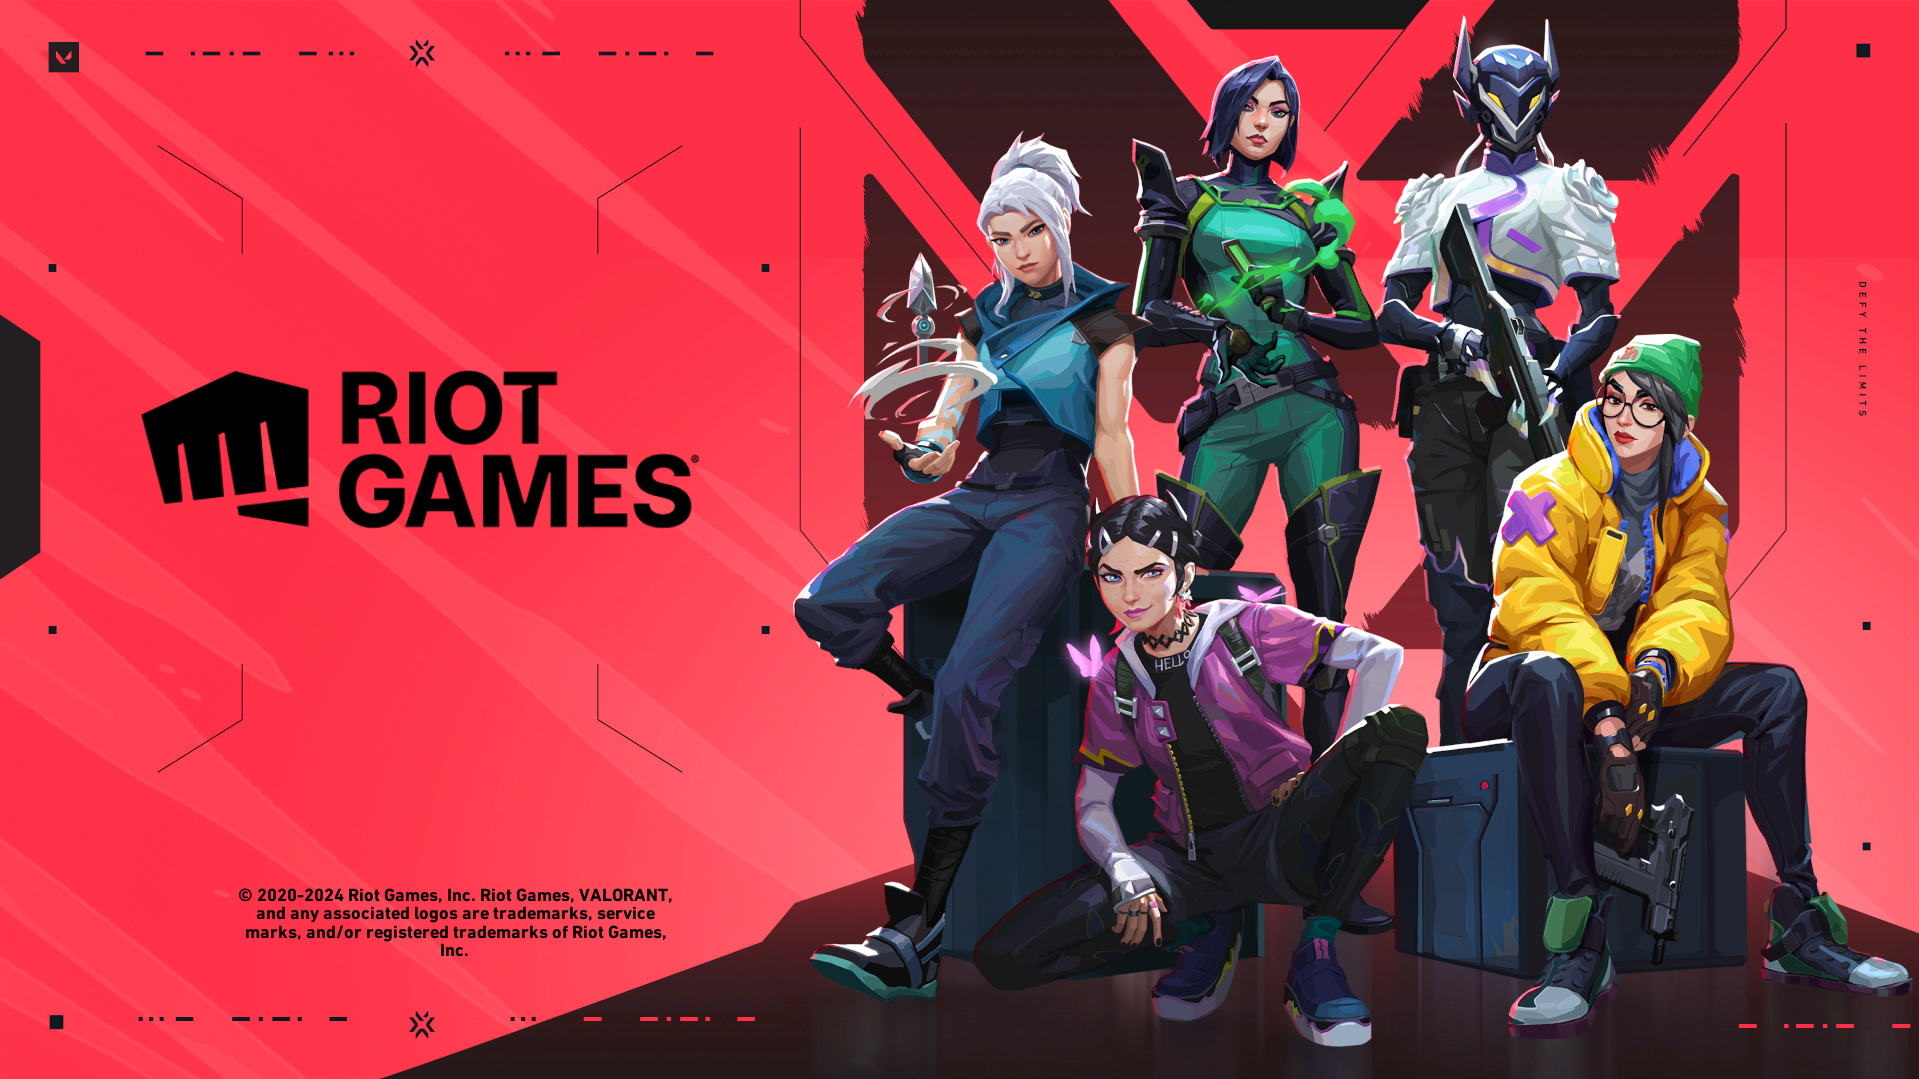 RIOT
GAMES®
© 2020-2024 Riot Games, Inc. Riot Games, VALORANT,
and any associated logos are trademarks, service
marks, and/or registered trademarks of Riot Games,
Inc.
DEFY THE LIMITS
HELLO